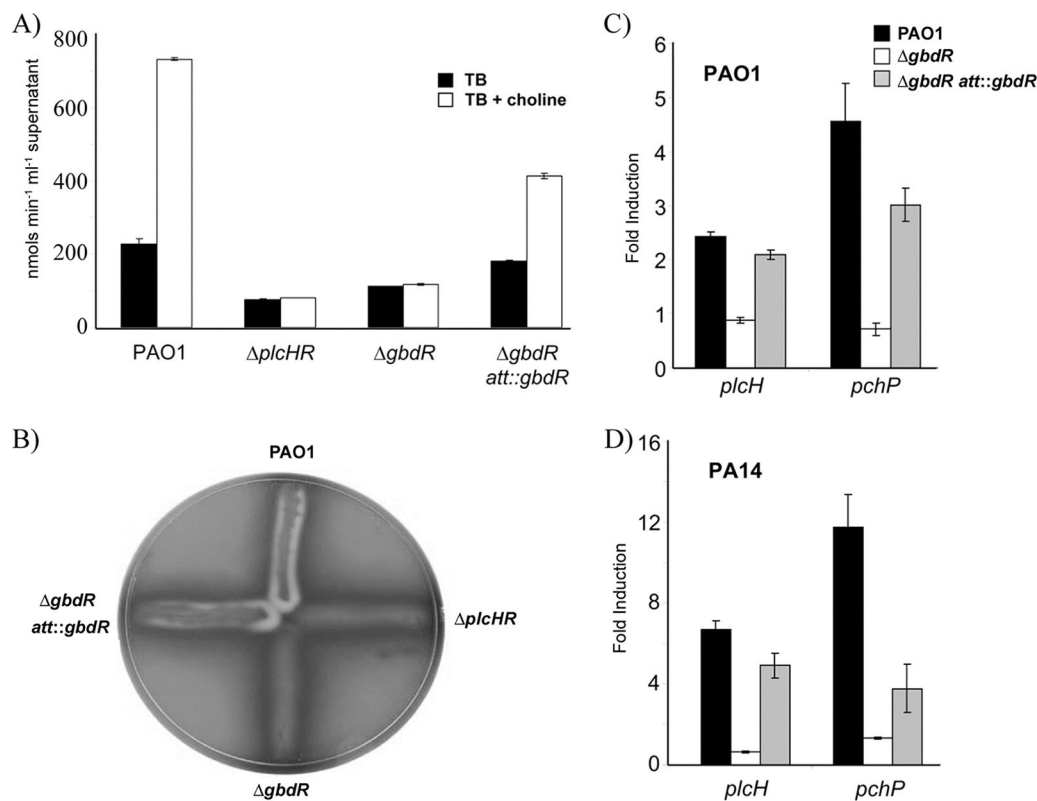 A)
nmols min⁻¹ ml⁻¹ supernatant
800
600
400
200
0
TB
TB + choline
PAO1
ΔplcHR
ΔgbdR
ΔgbdR
att::gbdR
B)
PAO1
ΔgbdR
att::gbdR
ΔplcHR
ΔgbdR
C)
PAO1
ΔgbdR
ΔgbdR att::gbdR
PAO1
Fold Induction
6
5
4
3
2
1
0
plcH
pchP
D)
PA14
Fold Induction
16
12
8
4
0
plcH
pchP